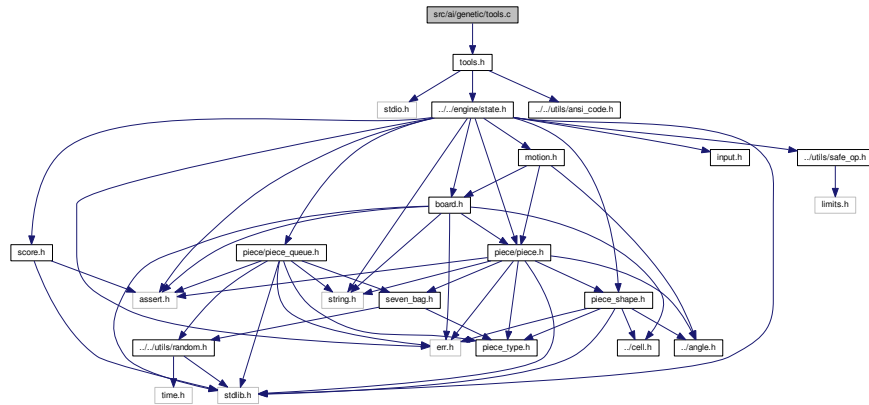 src/ai/genetic/tools.c
tools.h
stdio.h
../../engine/state.h
../../utils/ansi_code.h
motion.h
input.h
../utils/safe_op.h
board.h
limits.h
score.h
piece/piece_queue.h
piece/piece.h
assert.h
string.h
seven_bag.h
piece_shape.h
../../utils/random.h
err.h
piece_type.h
../cell.h
../angle.h
time.h
stdlib.h